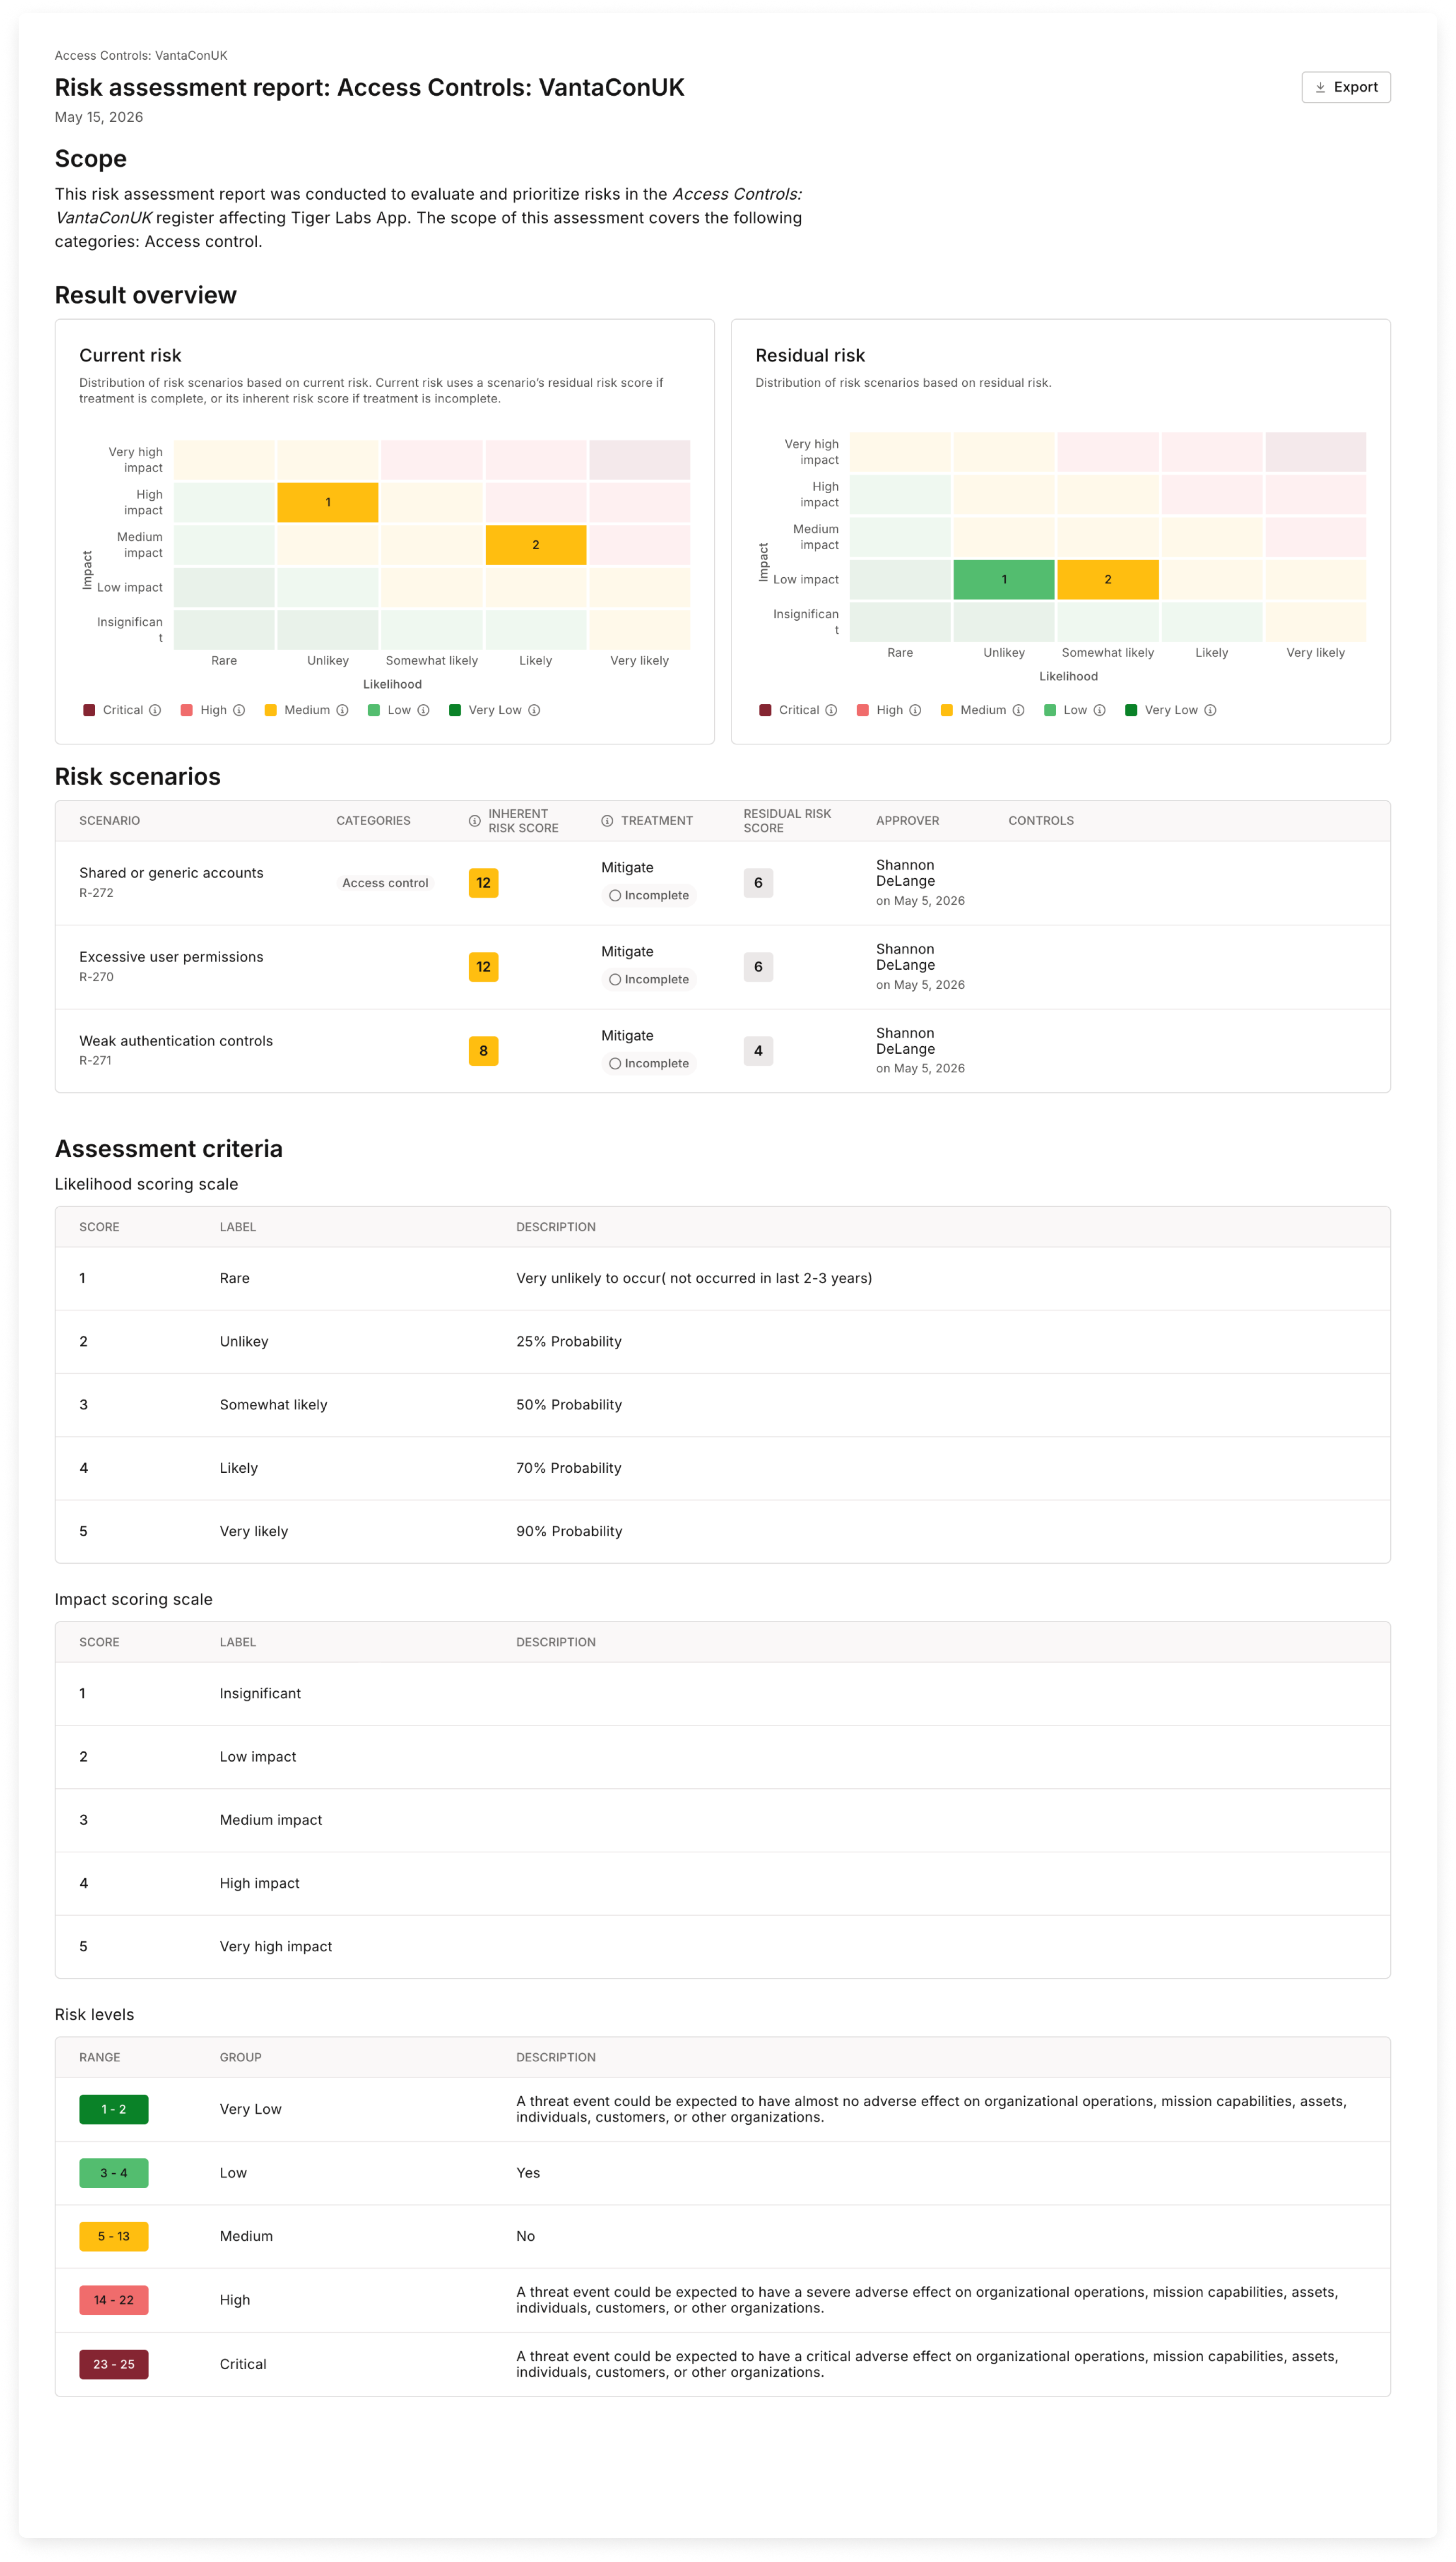 Access Controls: VantaConUK
Risk assessment report: Access Controls: VantaConUK
Export
May 15, 2026
Scope
This risk assessment report was conducted to evaluate and prioritize risks in the Access Controls:
VantaConUK register affecting Tiger Labs App. The scope of this assessment covers the following
categories: Access control.
Result overview
Current risk
Distribution of risk scenarios based on current risk. Current risk uses a scenario's residual risk score if
treatment is complete, or its inherent risk score if treatment is incomplete.
Impact
Very high
impact
High
impact
1
Medium
impact
2
Low impact
Insignifican
t
Rare Unlikey Somewhat likely Likely Very likely
Likelihood
Critical High Medium Low Very Low
Residual risk
Distribution of risk scenarios based on residual risk.
Impact
Very high
impact
High
impact
Medium
impact
Low impact 1 2
Insignifican
t
Rare Unlikey Somewhat likely Likely Very likely
Likelihood
Critical High Medium Low Very Low
Risk scenarios
SCENARIO CATEGORIES INHERENT RISK SCORE TREATMENT RESIDUAL RISK SCORE APPROVER CONTROLS
Shared or generic accounts
R-272
Access control
12
Mitigate
Incomplete
6
Shannon
DeLange
on May 5, 2026
Excessive user permissions
R-270
12
Mitigate
Incomplete
6
Shannon
DeLange
on May 5, 2026
Weak authentication controls
R-271
8
Mitigate
Incomplete
4
Shannon
DeLange
on May 5, 2026
Assessment criteria
Likelihood scoring scale
SCORE LABEL DESCRIPTION
1 Rare Very unlikely to occur( not occurred in last 2-3 years)
2 Unlikey 25% Probability
3 Somewhat likely 50% Probability
4 Likely 70% Probability
5 Very likely 90% Probability
Impact scoring scale
SCORE LABEL DESCRIPTION
1 Insignificant
2 Low impact
3 Medium impact
4 High impact
5 Very high impact
Risk levels
RANGE GROUP DESCRIPTION
1 - 2 Very Low A threat event could be expected to have almost no adverse effect on organizational operations, mission capabilities, assets,
individuals, customers, or other organizations.
3 - 4 Low Yes
5 - 13 Medium No
14 - 22 High A threat event could be expected to have a severe adverse effect on organizational operations, mission capabilities, assets,
individuals, customers, or other organizations.
23 - 25 Critical A threat event could be expected to have a critical adverse effect on organizational operations, mission capabilities, assets,
individuals, customers, or other organizations.